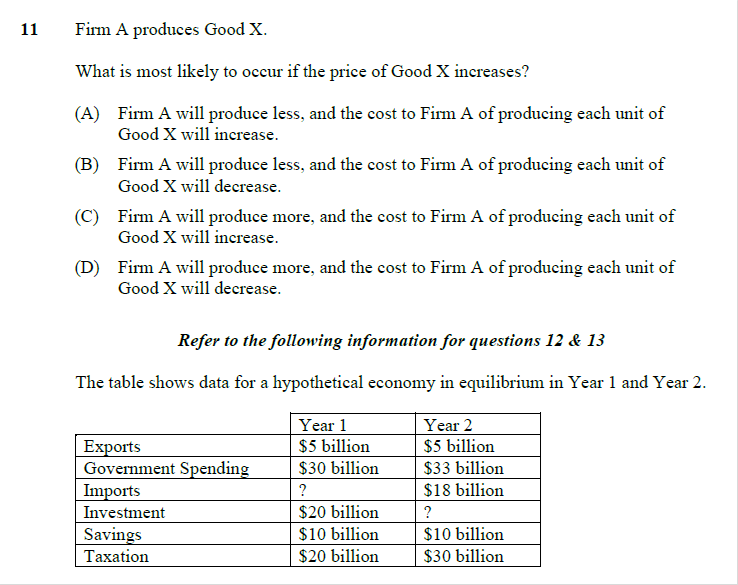 11 Firm A produces Good X.
What is most likely to occur if the price of Good X increases?
(A) Firm A will produce less, and the cost to Firm A of producing each unit of
Good X will increase.
(B) Firm A will produce less, and the cost to Firm A of producing each unit of
Good X will decrease.
(C) Firm A will produce more, and the cost to Firm A of producing each unit of
Good X will increase.
(D) Firm A will produce more, and the cost to Firm A of producing each unit of
Good X will decrease.
Refer to the following information for questions 12 & 13
The table shows data for a hypothetical economy in equilibrium in Year 1 and Year 2.
Year 1 Year 2
Exports $5 billion $5 billion
Government Spending $30 billion $33 billion
Imports ? $18 billion
Investment $20 billion ?
Savings $10 billion $10 billion
Taxation $20 billion $30 billion